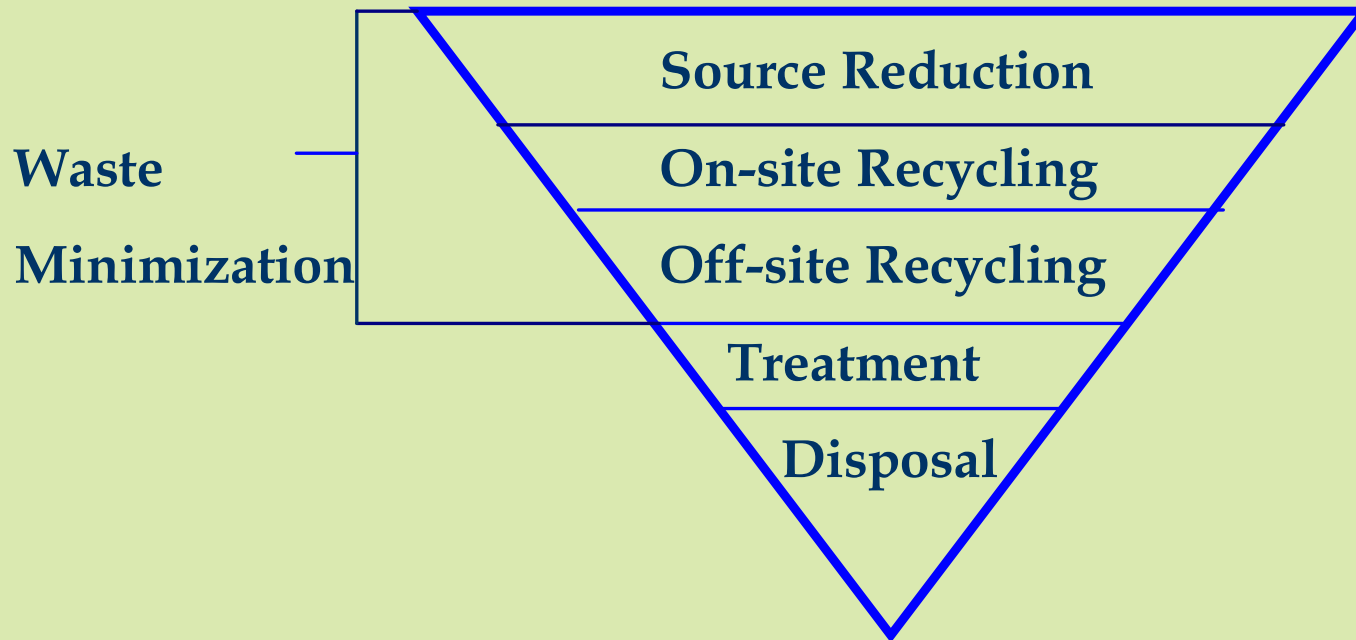 Source Reduction
Waste
On-site Recycling
Minimization
Off-site Recycling
Treatment
Disposal